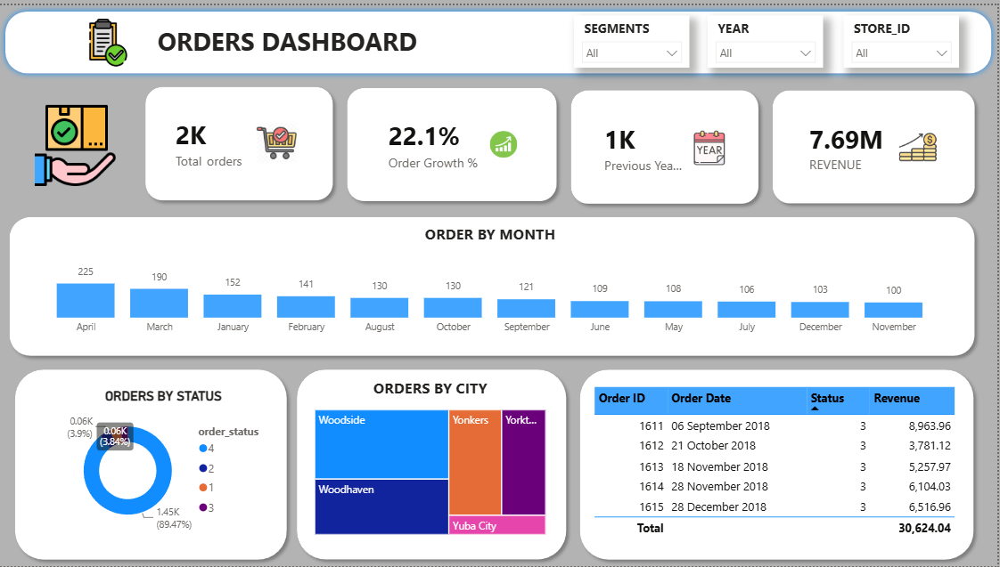 ORDERS DASHBOARD
SEGMENTS
All
YEAR
All
STORE_ID
All
2K
Total orders
22.1%
Order Growth %
1K
Previous Yea...
YEAR
7.69M
REVENUE
ORDER BY MONTH
225 190 152 141 130 130 121 109 108 106 103 100
April March January February August October September June May July December November
ORDERS BY STATUS
0.06K
(3.9%)
0.06K
(3.84%)
1.45K
(89.47%)
order_status
4
2
1
3
ORDERS BY CITY
Woodside
Woodhaven
Yonkers
Yorkt...
Yuba City
Order ID Order Date Status Revenue
1611 06 September 2018 3 8,963.96
1612 21 October 2018 3 3,781.12
1613 18 November 2018 3 5,257.97
1614 28 November 2018 3 6,104.03
1615 28 December 2018 3 6,516.96
Total 30,624.04